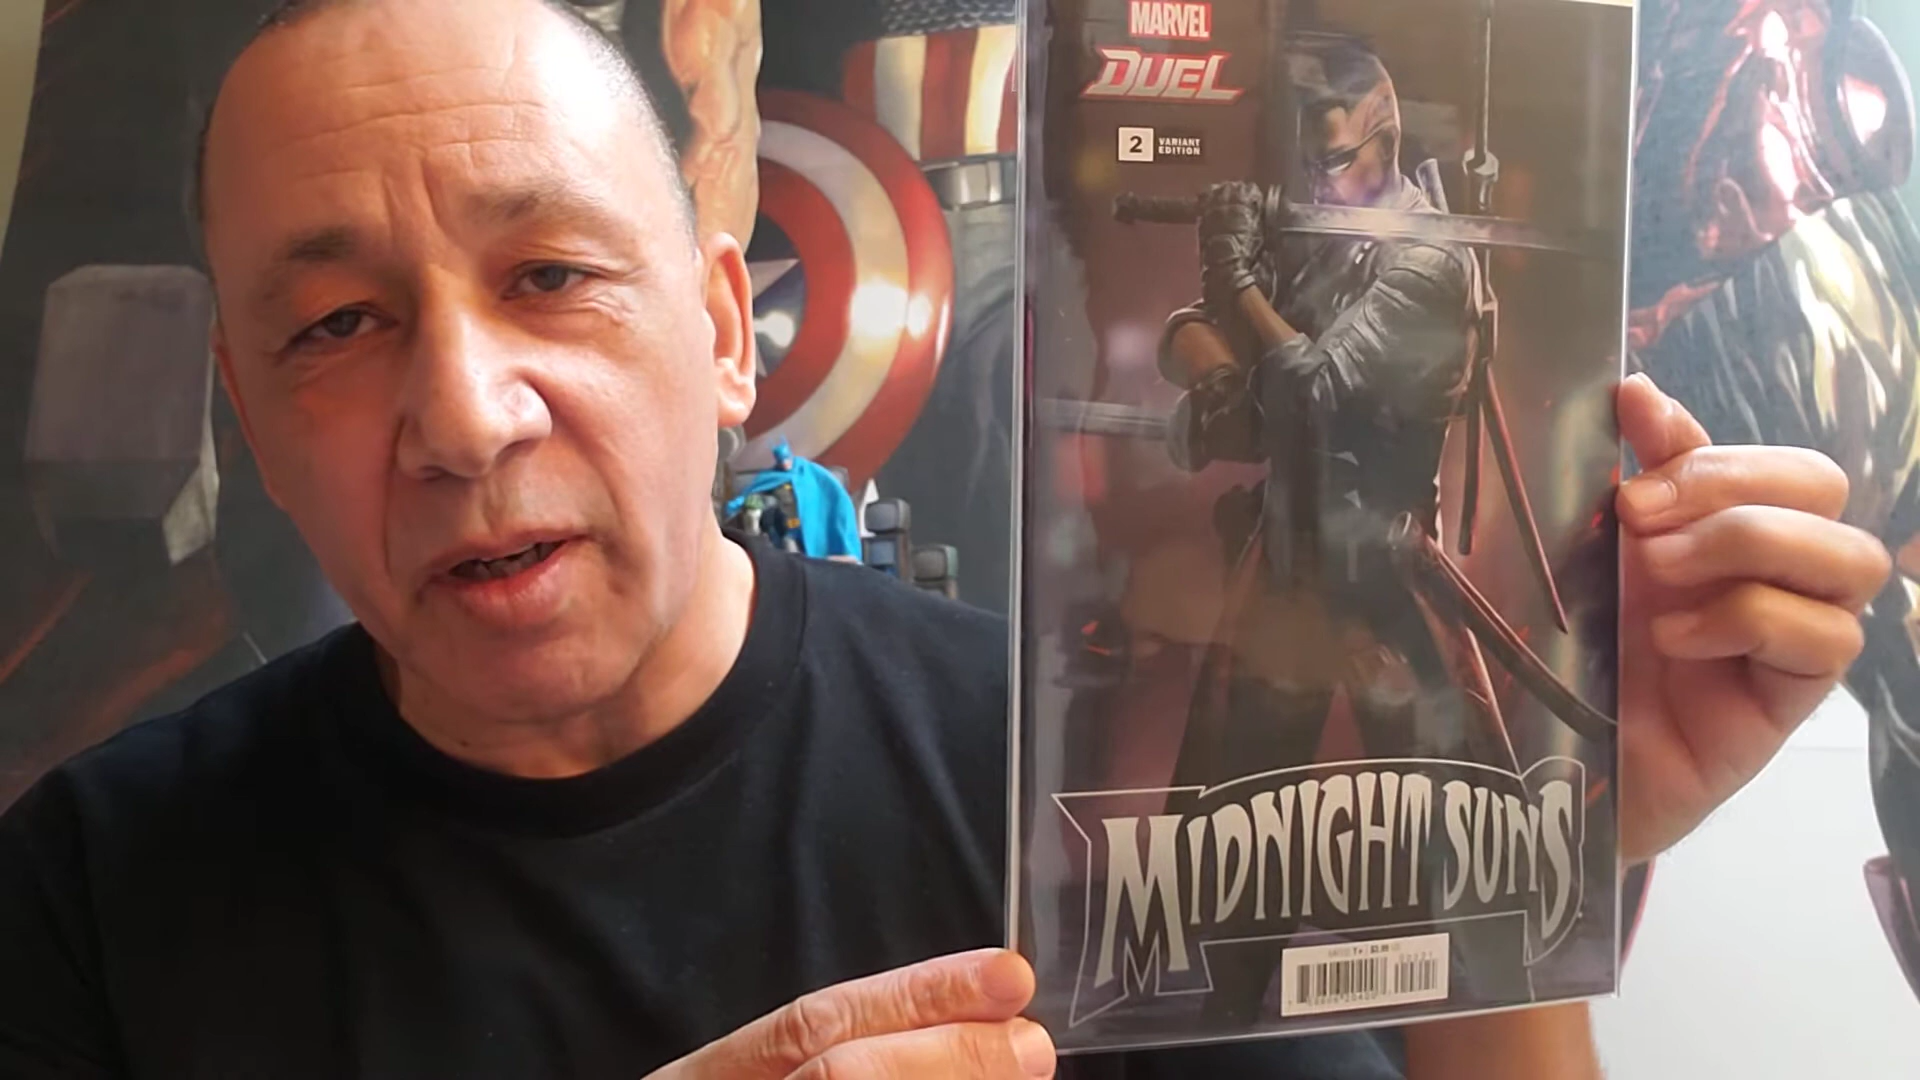 MARVEL
DUEL
2 VARIANT
EDITION
MIDNIGHT SUNS